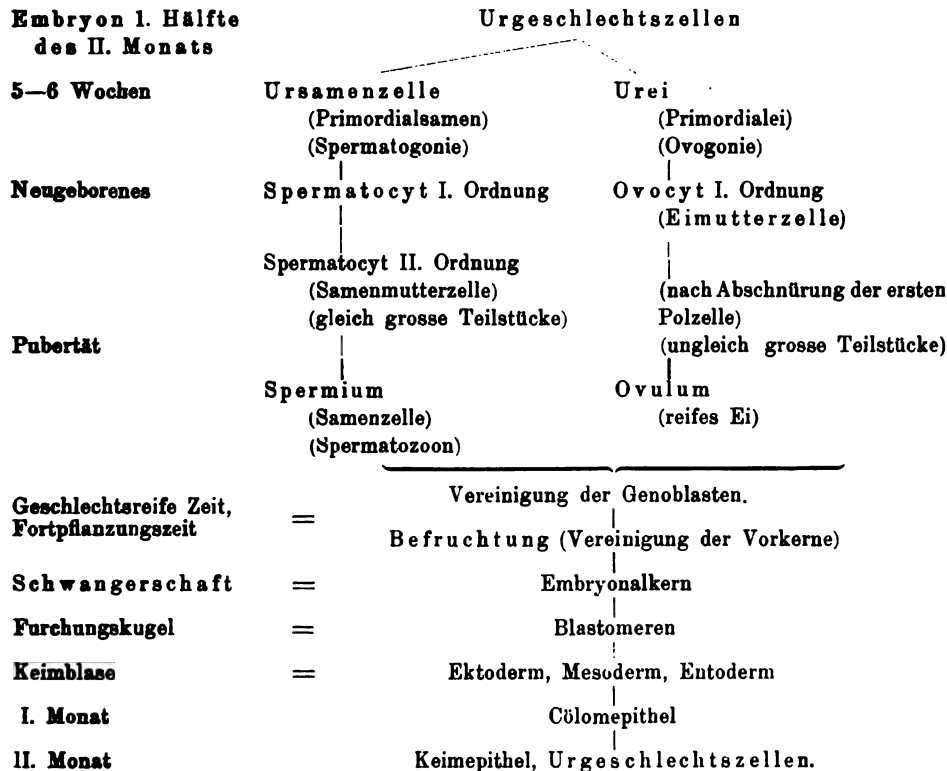 Embryon 1. Hälfte Urgeschlechtszellen
des II. Monats
5—6 Wochen Ursamenzelle Urei
(Primordialsamen) (Primordialei)
(Spermatogonie) (Ovogonie)
Neugeborenes Spermatocyt I. Ordnung Ovocyt I. Ordnung
(Eimutterzelle)
Spermatocyt II. Ordnung
(Samenmutterzelle) (nach Abschnürung der ersten
(gleich grosse Teilstücke) Polzelle)
Pubertät (ungleich grosse Teilstücke)
Spermium Ovulum
(Samenzelle) (reifes Ei)
(Spermatozoon)
Vereinigung der Genoblasten.
Geschlechtsreife Zeit,
Fortpflanzungszeit =
Befruchtung (Vereinigung der Vorkerne)
Schwangerschaft = Embryonalkern
Furchungskugel = Blastomeren
Keimblase = Ektoderm, Mesoderm, Entoderm
I. Monat Cölomepithel
II. Monat Keimepithel, Urgeschlechtszellen.